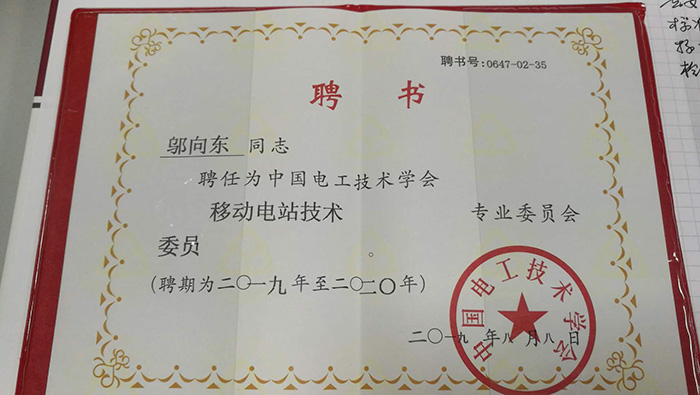 聘书号:0647-02-35
聘 书
邬向东 同志
聘任为中国电工技术学会
移动电站技术 专业委员会
委员 。
(聘期为二〇一九年至二〇二〇年)
中国电工技术学会
二〇一九 年 八 月 八 日